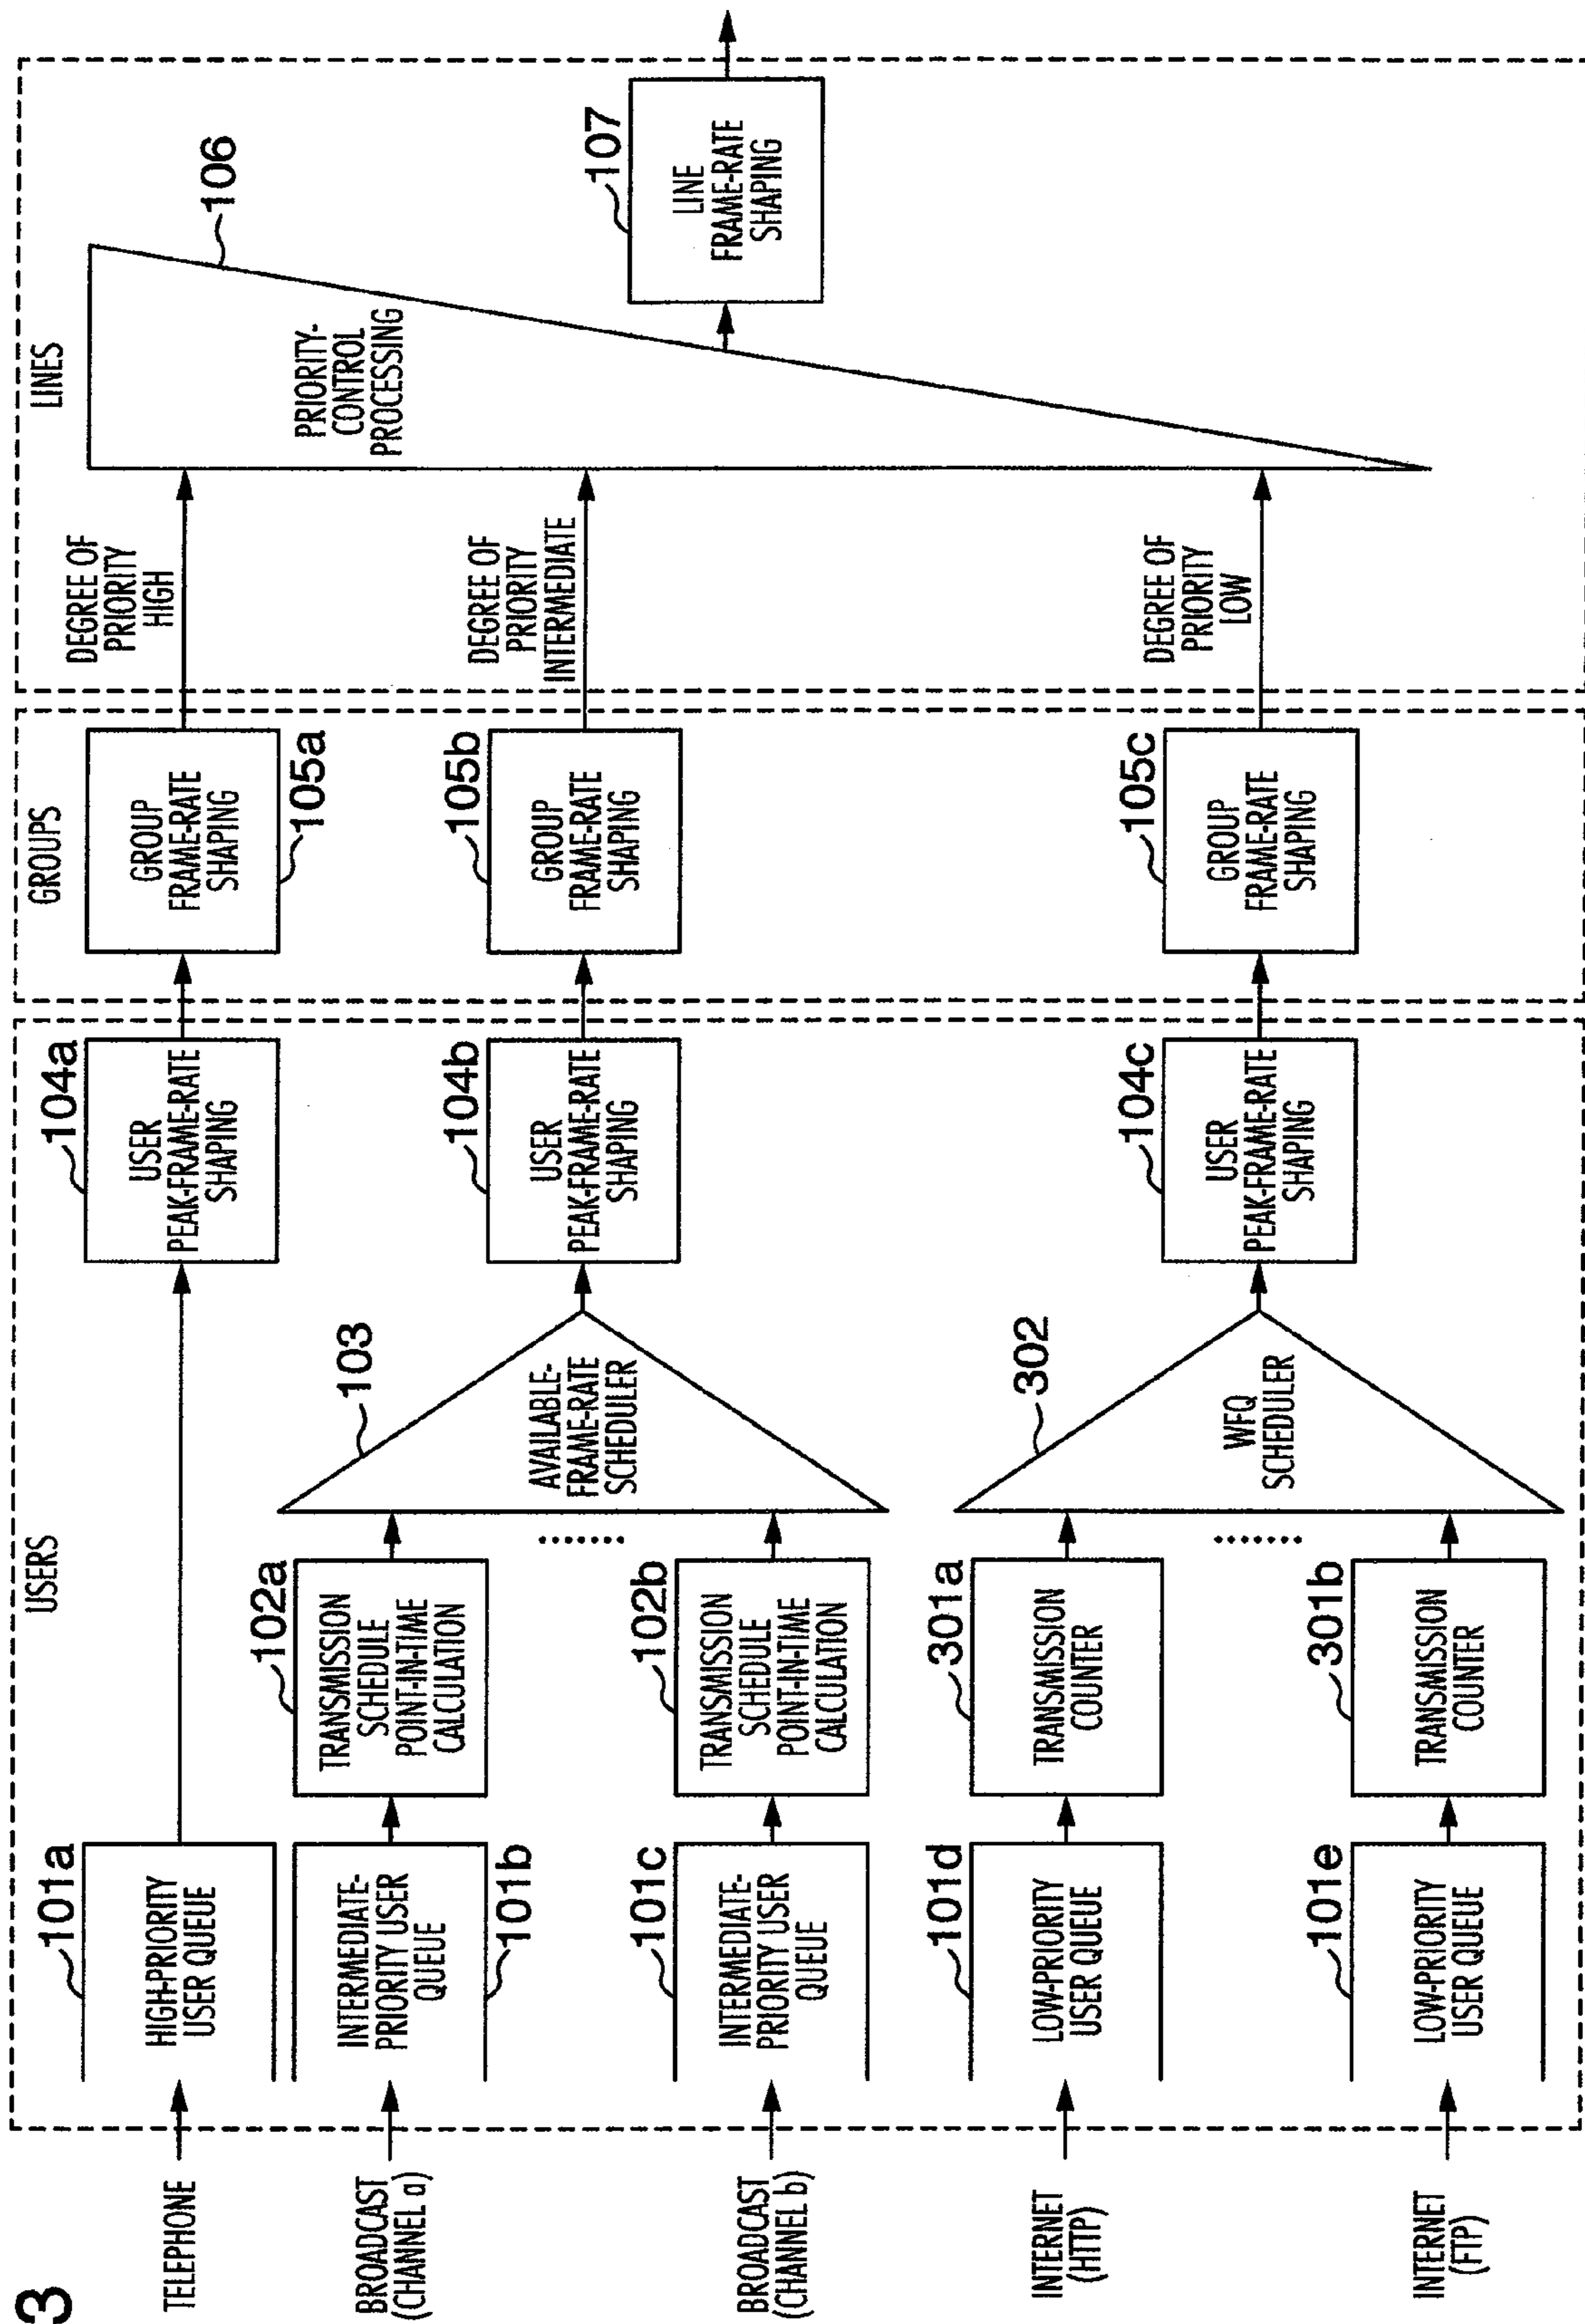 3
USERS
GROUPS
LINES
TELEPHONE
101a
HIGH-PRIORITY
USER QUEUE
104a
USER
PEAK-FRAME-RATE
SHAPING
GROUP
FRAME-RATE
SHAPING
105a
DEGREE OF
PRIORITY
HIGH
BROADCAST
(CHANNEL a)
INTERMEDIATE-
PRIORITY USER
QUEUE
101b
102a
TRANSMISSION
SCHEDULE
POINT-IN-TIME
CALCULATION
BROADCAST
(CHANNEL b)
101c
INTERMEDIATE-
PRIORITY USER
QUEUE
102b
TRANSMISSION
SCHEDULE
POINT-IN-TIME
CALCULATION
103
AVAILABLE-
FRAME-RATE
SCHEDULER
104b
USER
PEAK-FRAME-RATE
SHAPING
105b
GROUP
FRAME-RATE
SHAPING
DEGREE OF
PRIORITY
INTERMEDIATE
INTERNET
(HTTP)
101d
LOW-PRIORITY
USER QUEUE
301a
TRANSMISSION
COUNTER
INTERNET
(FTP)
101e
LOW-PRIORITY
USER QUEUE
301b
TRANSMISSION
COUNTER
302
WFQ
SCHEDULER
104c
USER
PEAK-FRAME-RATE
SHAPING
105c
GROUP
FRAME-RATE
SHAPING
DEGREE OF
PRIORITY
LOW
PRIORITY-
CONTROL
PROCESSING
106
107
LINE
FRAME-RATE
SHAPING